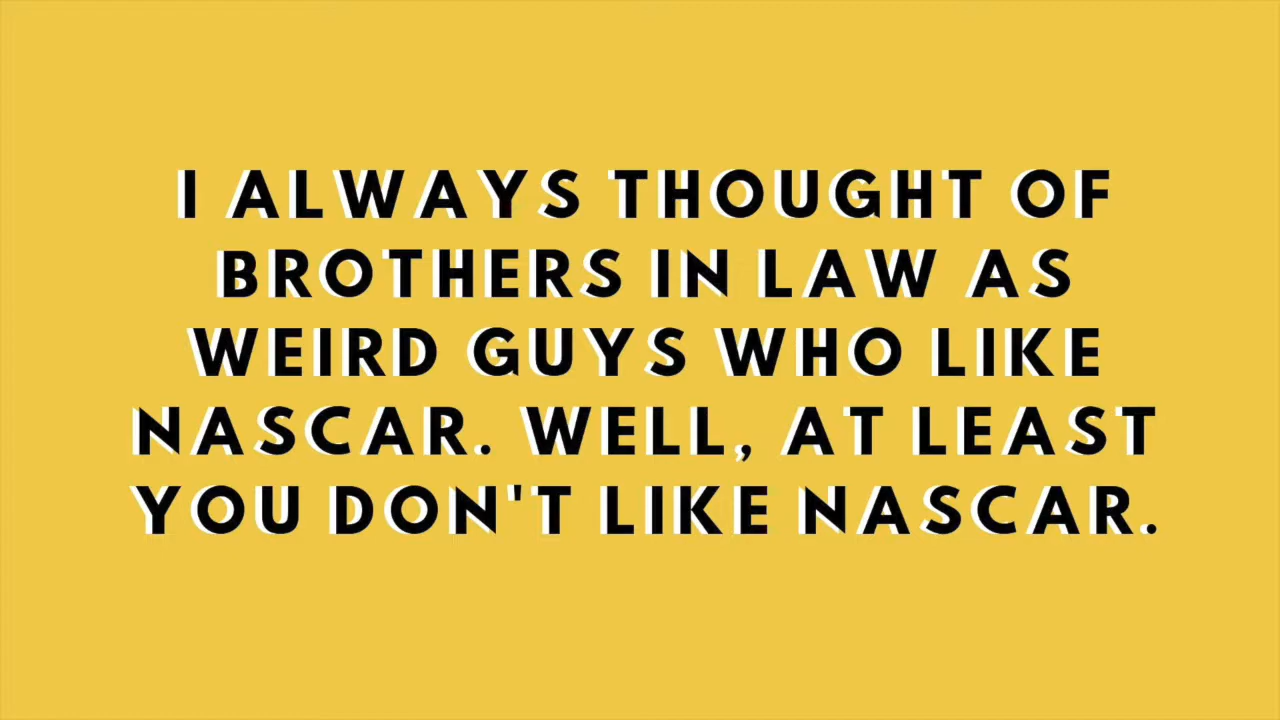 I ALWAYS THOUGHT OF
BROTHERS IN LAW AS
WEIRD GUYS WHO LIKE
NASCAR. WELL, AT LEAST
YOU DON'T LIKE NASCAR.